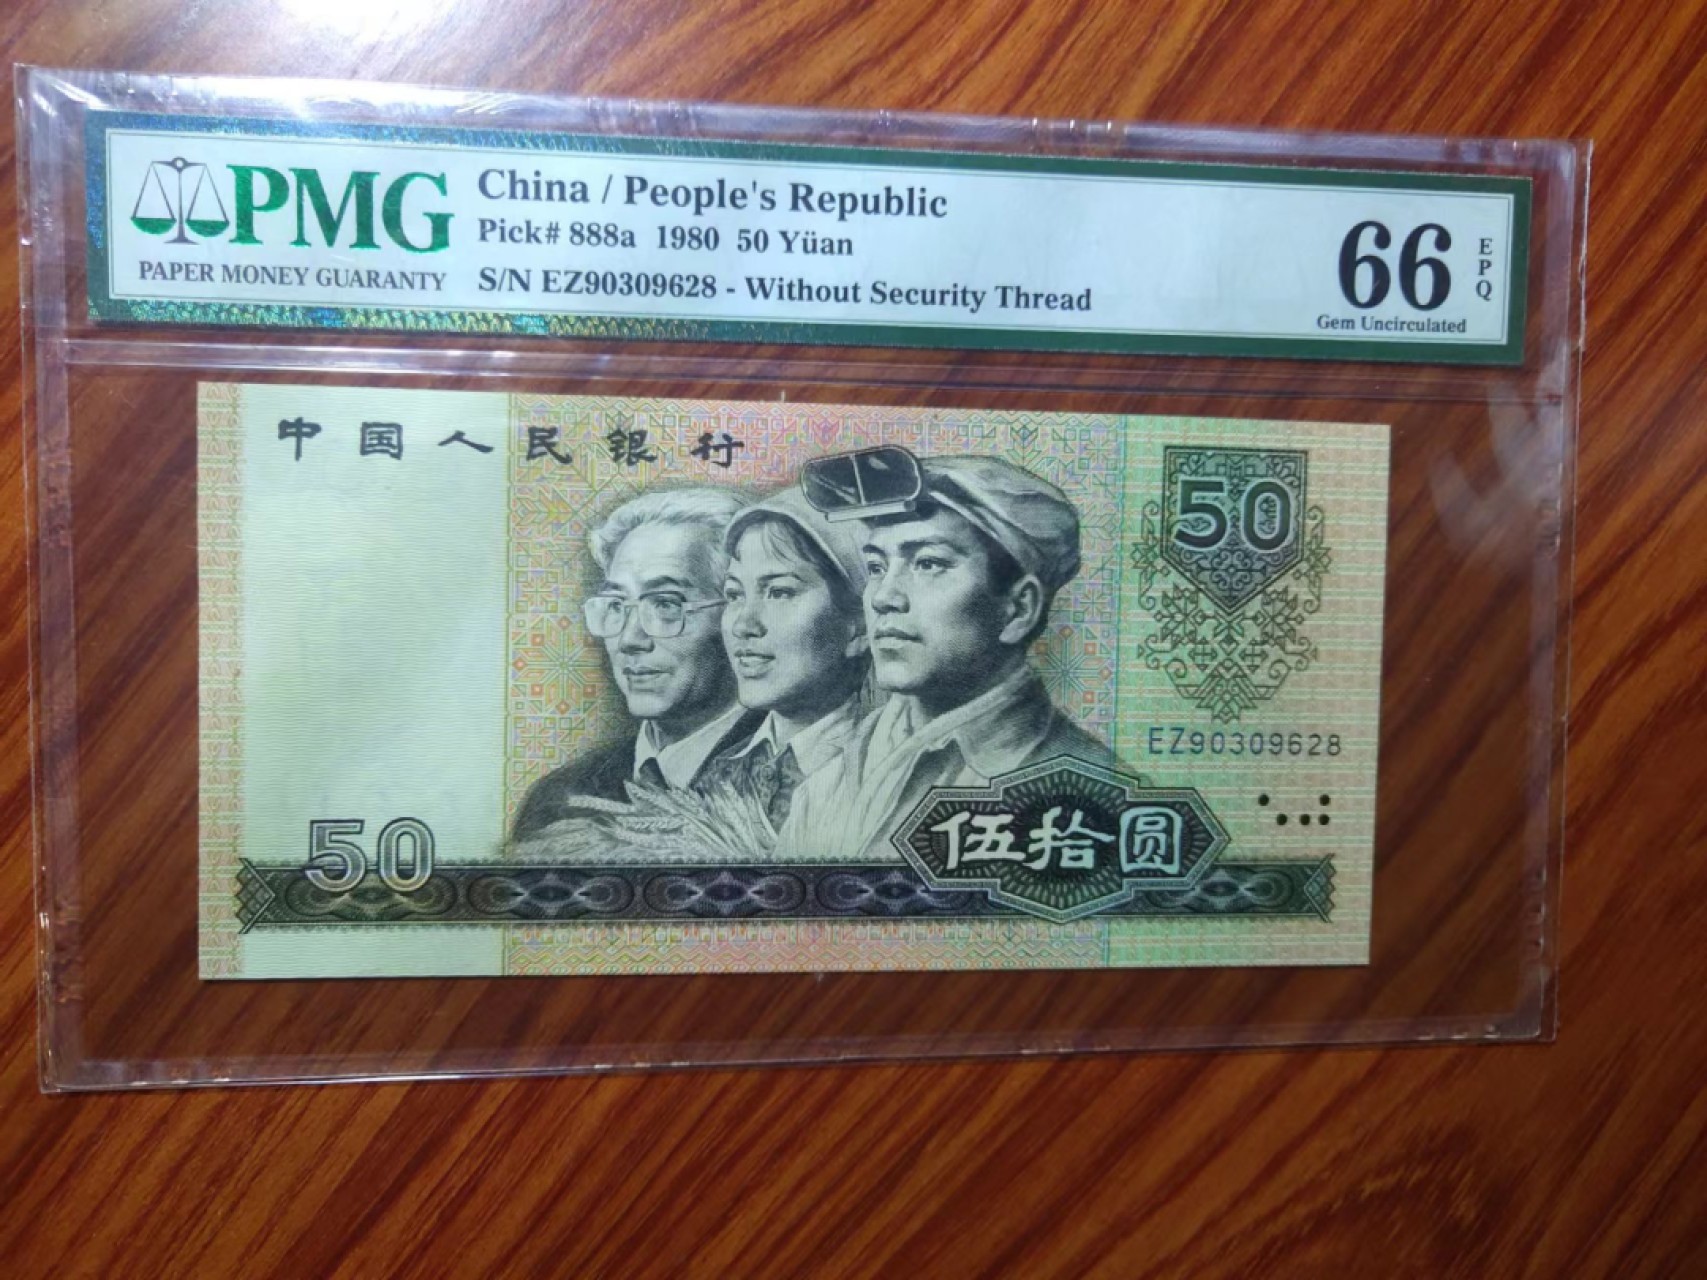 PMG
PAPER MONEY GUARANTY
China / People's Republic
Pick# 888a 1980 50 Yüan
S/N EZ90309628 - Without Security Thread
66
EPQ
Gem Uncirculated
中国人民银行
50
EZ90309628
50
伍拾圆